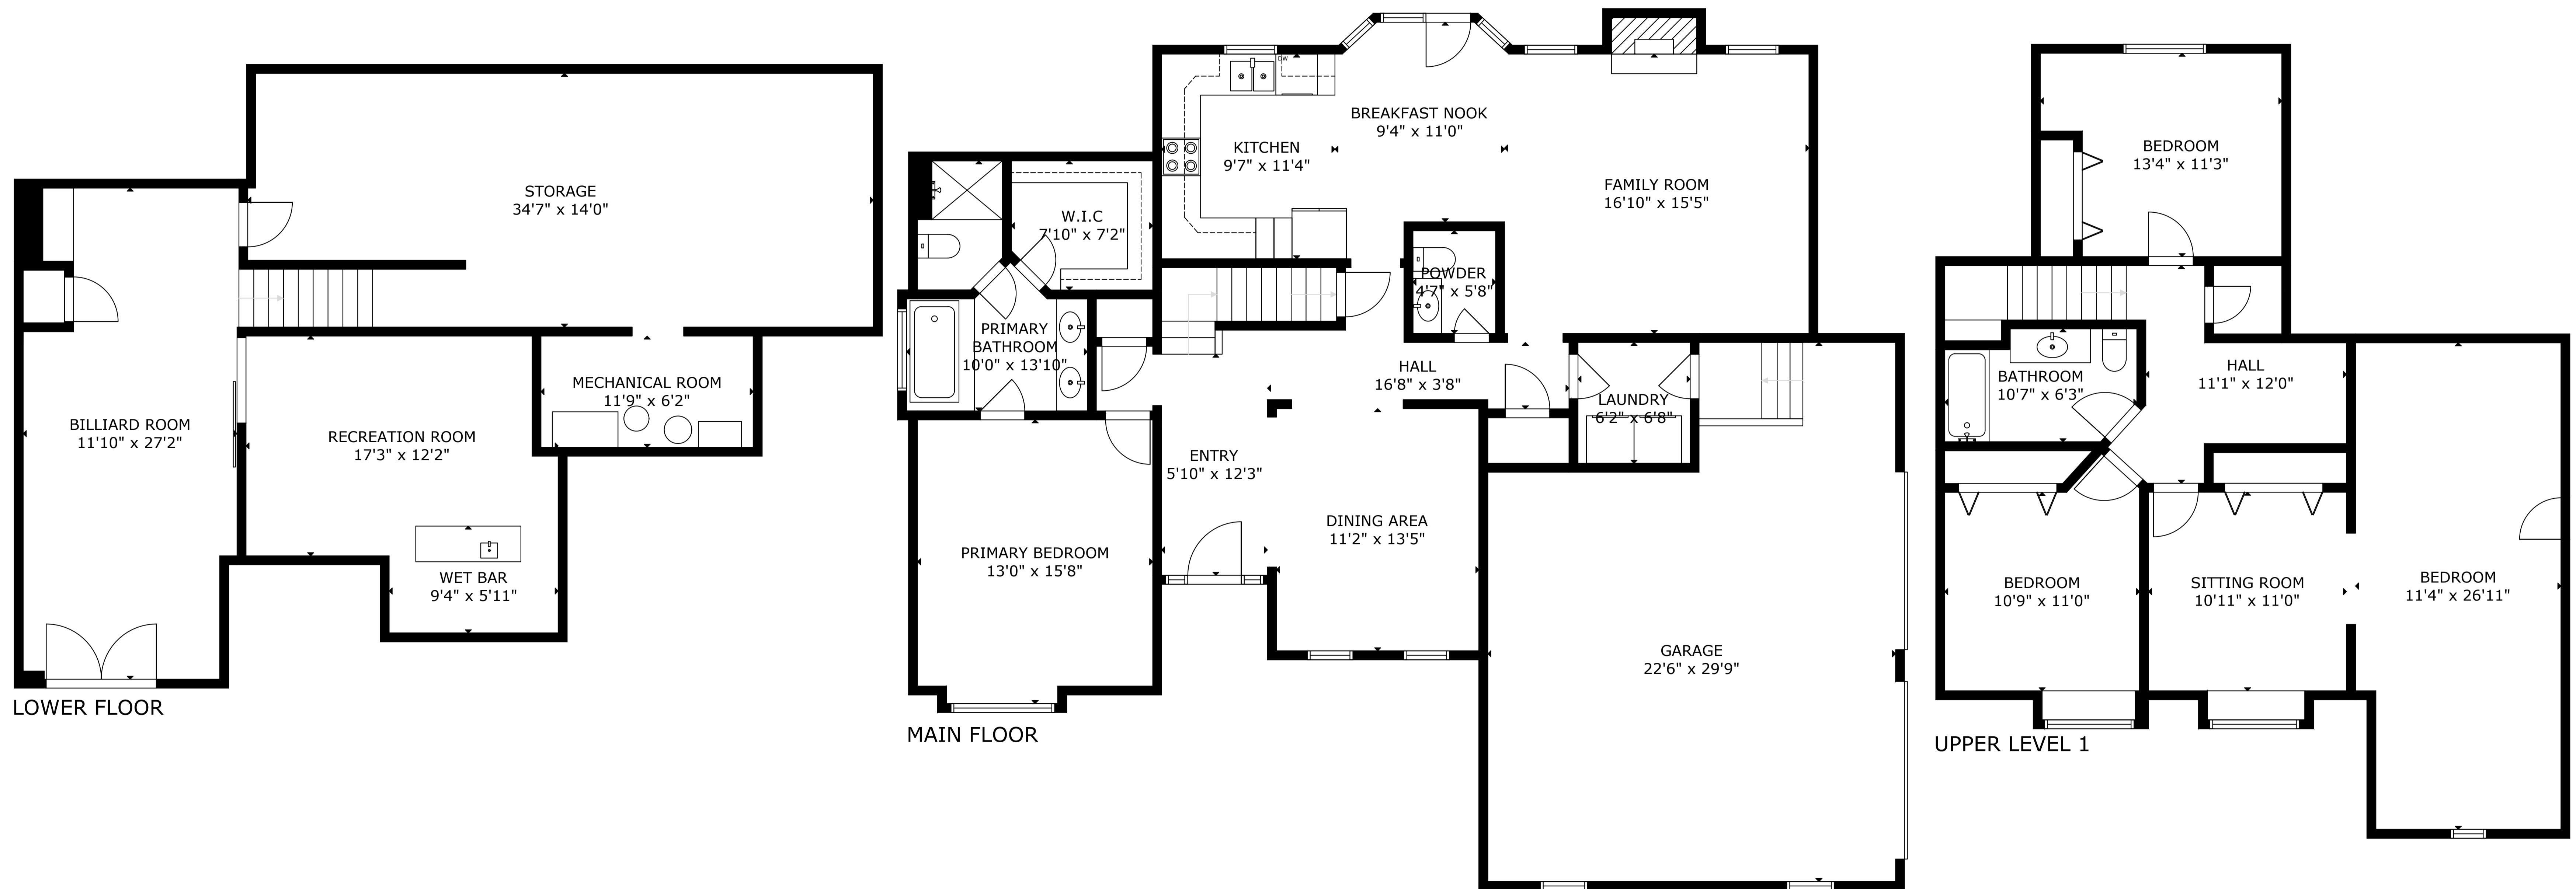 STORAGE
34'7" x 14'0"
BILLIARD ROOM
11'10" x 27'2"
RECREATION ROOM
17'3" x 12'2"
MECHANICAL ROOM
11'9" x 6'2"
WET BAR
9'4" x 5'11"
LOWER FLOOR
DW
BREAKFAST NOOK
9'4" x 11'0"
KITCHEN
9'7" x 11'4"
FAMILY ROOM
16'10" x 15'5"
W.I.C
7'10" x 7'2"
POWDER
4'7" x 5'8"
PRIMARY
BATHROOM
10'0" x 13'10"
HALL
16'8" x 3'8"
LAUNDRY
6'2" x 6'8"
ENTRY
5'10" x 12'3"
DINING AREA
11'2" x 13'5"
PRIMARY BEDROOM
13'0" x 15'8"
GARAGE
22'6" x 29'9"
MAIN FLOOR
BEDROOM
13'4" x 11'3"
HALL
11'1" x 12'0"
BATHROOM
10'7" x 6'3"
BEDROOM
10'9" x 11'0"
SITTING ROOM
10'11" x 11'0"
BEDROOM
11'4" x 26'11"
UPPER LEVEL 1